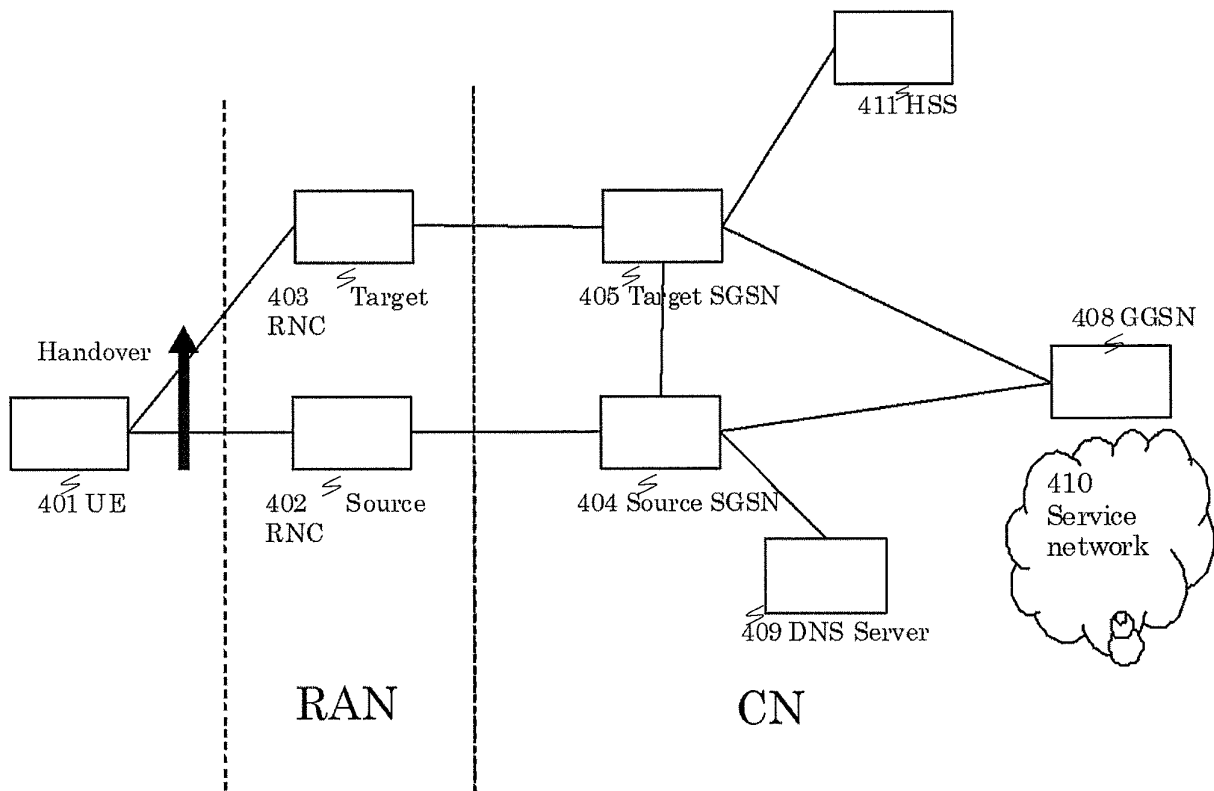 411 HSS
403 Target
RNC
405 Target SGSN
408 GGSN
Handover
401 UE
402 Source
RNC
404 Source SGSN
410
Service
network
409 DNS Server
RAN
CN